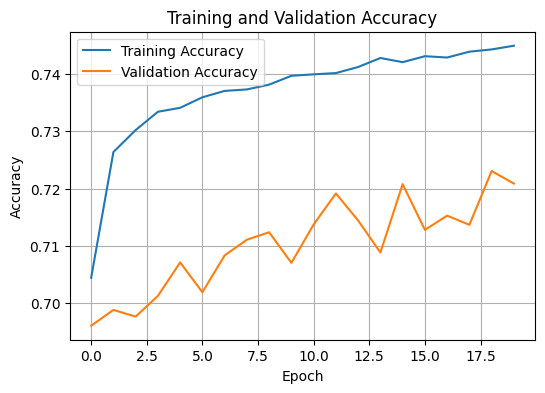 Training and Validation Accuracy
Training Accuracy
Validation Accuracy
Accuracy
0.74
0.73
0.72
0.71
0.70
0.0 2.5 5.0 7.5 10.0 12.5 15.0 17.5
Epoch